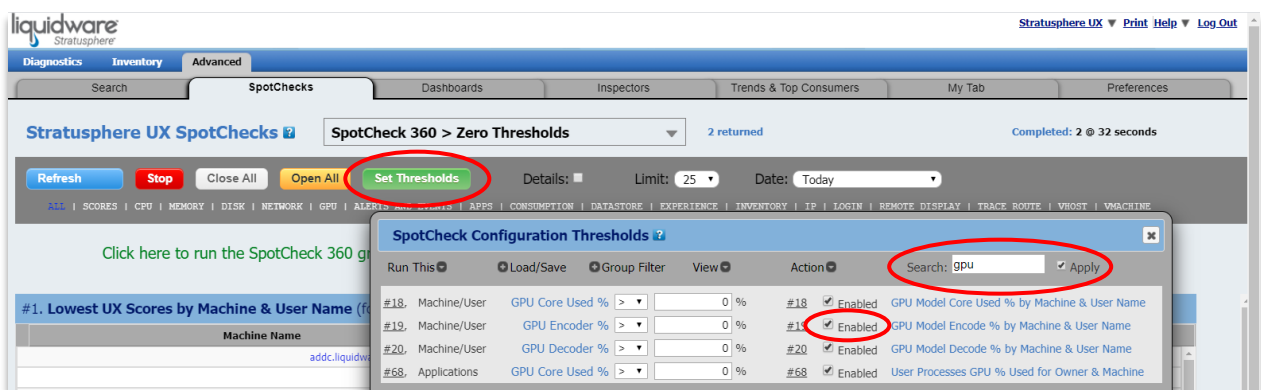 liquidware
Stratusphere
Stratusphere UX ▼ Print Help ▼ Log Out
Diagnostics Inventory Advanced
Search SpotChecks Dashboards Inspectors Trends & Top Consumers My Tab Preferences
Stratusphere UX SpotChecks ? SpotCheck 360 > Zero Thresholds 2 returned Completed: 2 @ 32 seconds
Refresh Stop Close All Open All Set Thresholds Details: Limit: 25 Date: Today
ALL | SCORES | CPU | MEMORY | DISK | NETWORK | GPU | ALERTS AND EVENTS | APPS | CONSUMPTION | DATASTORE | EXPERIENCE | INVENTORY | IP | LOGIN | REMOTE DISPLAY | TRACE ROUTE | VHOST | VMACHINE
SpotCheck Configuration Thresholds ?
Click here to run the SpotCheck 360 gr
Run This Load/Save Group Filter View Action Search: gpu Apply
#18, Machine/User GPU Core Used % > 0 % #18 Enabled GPU Model Core Used % by Machine & User Name
#1. Lowest UX Scores by Machine & User Name (fo
#19, Machine/User GPU Encoder % > 0 % #19 Enabled GPU Model Encode % by Machine & User Name
Machine Name
#20, Machine/User GPU Decoder % > 0 % #20 Enabled GPU Model Decode % by Machine & User Name
addc.liquidwa
#68, Applications GPU Core Used % > 0 % #68 Enabled User Processes GPU % Used for Owner & Machine